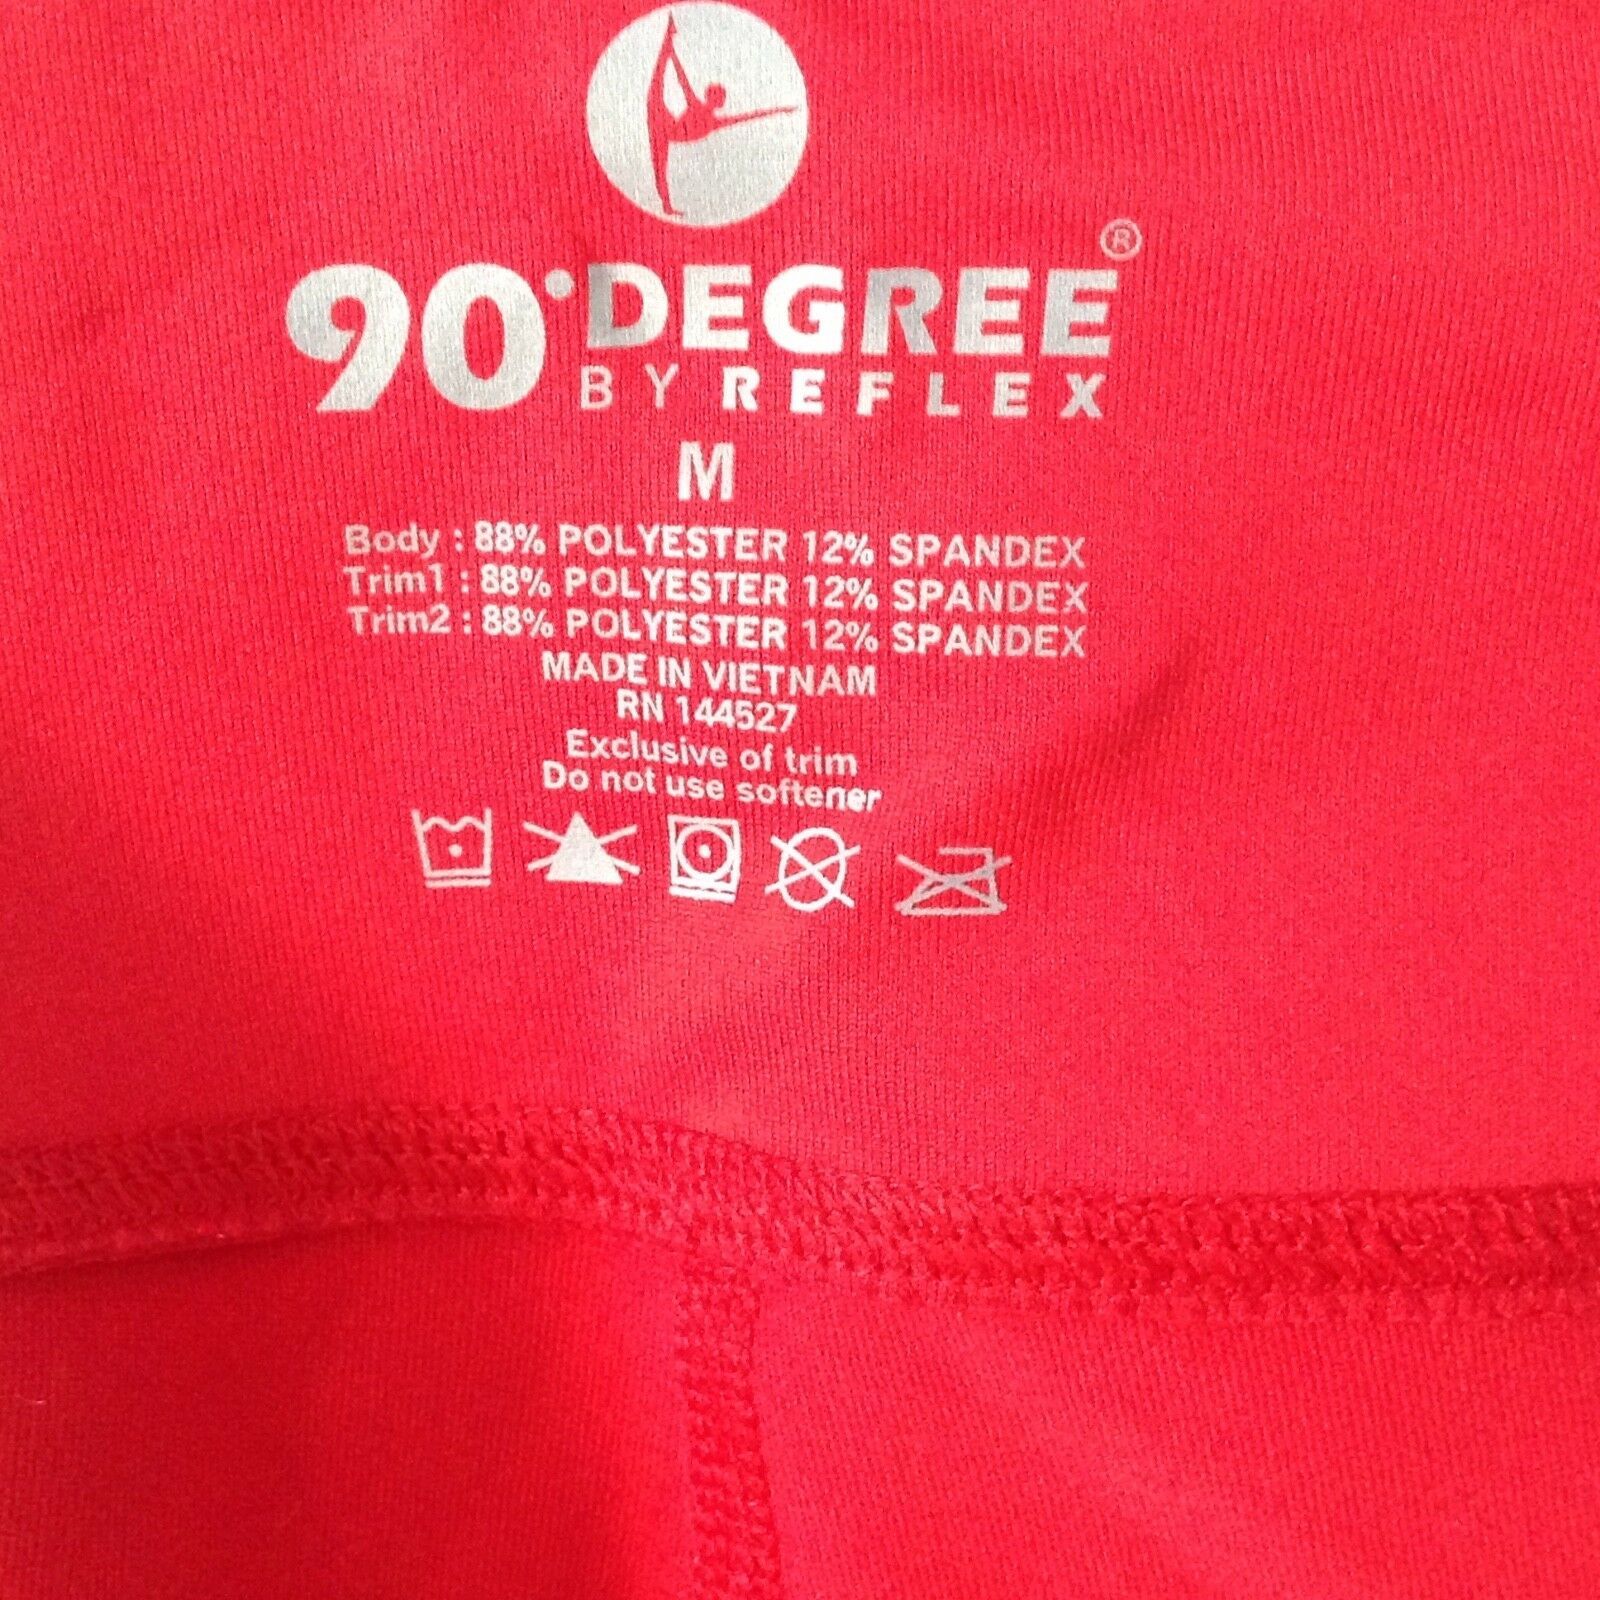 90°DEGREE®
BY REFLEX
M
Body : 88% POLYESTER 12% SPANDEX
Trim1 : 88% POLYESTER 12% SPANDEX
Trim2 : 88% POLYESTER 12% SPANDEX
MADE IN VIETNAM
RN 144527
Exclusive of trim
Do not use softener